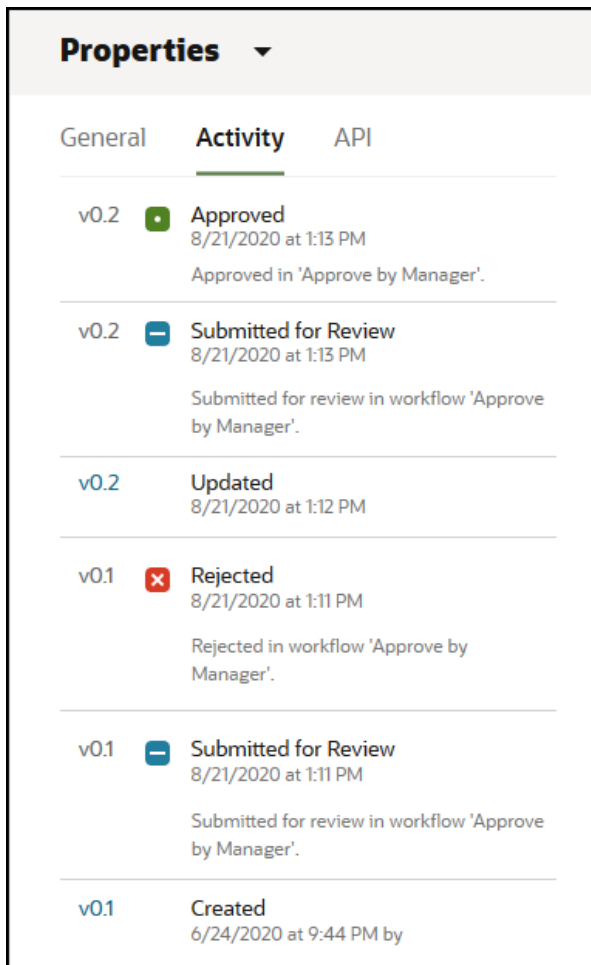 Properties
General Activity API
v0.2 Approved
8/21/2020 at 1:13 PM
Approved in 'Approve by Manager'.
v0.2 Submitted for Review
8/21/2020 at 1:13 PM
Submitted for review in workflow 'Approve
by Manager'.
v0.2 Updated
8/21/2020 at 1:12 PM
v0.1 Rejected
8/21/2020 at 1:11 PM
Rejected in workflow 'Approve by
Manager'.
v0.1 Submitted for Review
8/21/2020 at 1:11 PM
Submitted for review in workflow 'Approve
by Manager'.
v0.1 Created
6/24/2020 at 9:44 PM by